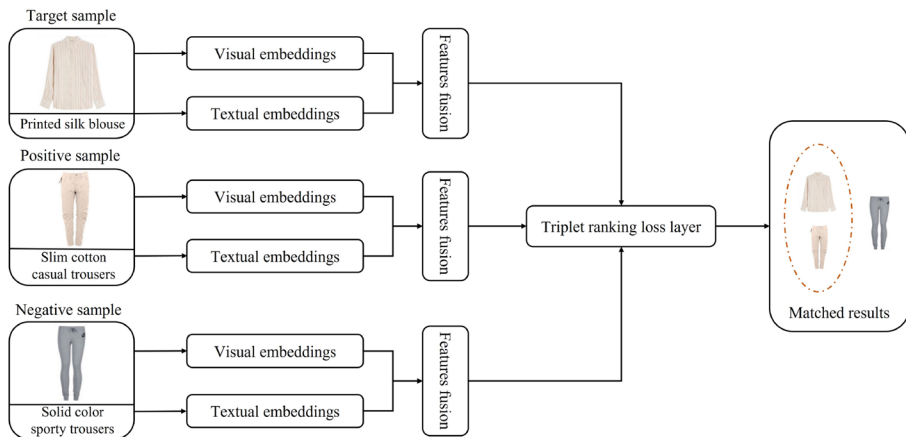 Target sample
Printed silk blouse
Visual embeddings
Textual embeddings
Features fusion
Positive sample
Slim cotton
casual trousers
Visual embeddings
Textual embeddings
Features fusion
Negative sample
Solid color
sporty trousers
Visual embeddings
Textual embeddings
Features fusion
Triplet ranking loss layer
Matched results